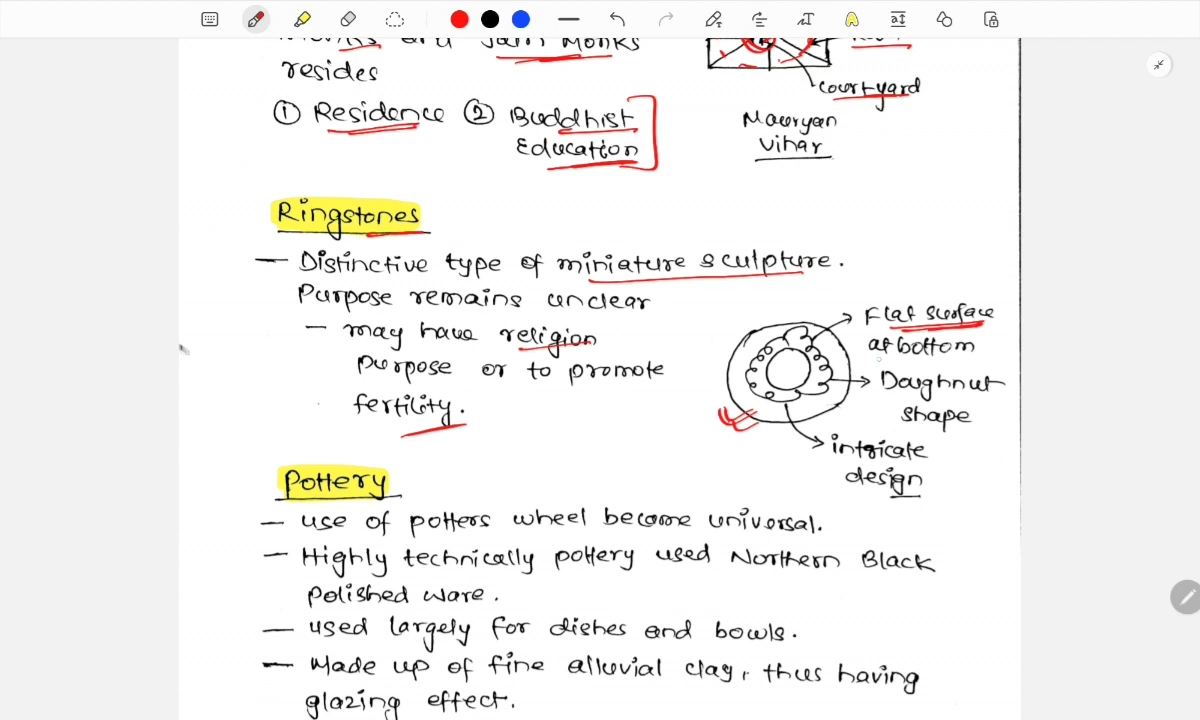 and Jain Monks
resides
① Residence ② Buddhist
Education
courtyard
Mauryan
Vihar
Ringstones
— Distinctive type of miniature sculpture.
Purpose remains unclear
— may have religion
purpose or to promote
fertility.
Flat surface
at bottom
Doughnut
shape
intricate
design
Pottery
— use of potters wheel become universal.
— Highly technically pottery used Northern Black
polished ware.
— used largely for dishes and bowls.
— Made up of fine alluvial clay, thus having
glazing effect.